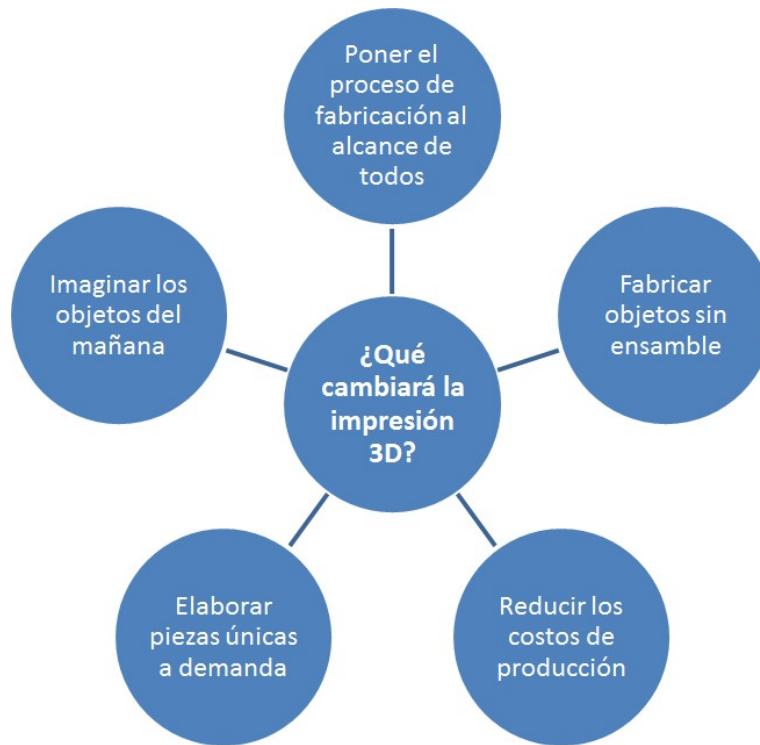 Poner el
proceso de
fabricación al
alcance de
todos
Imaginar los
objetos del
mañana
Fabricar
objetos sin
ensamble
¿Qué
cambiará la
impresión
3D?
Elaborar
piezas únicas
a demanda
Reducir los
costos de
producción